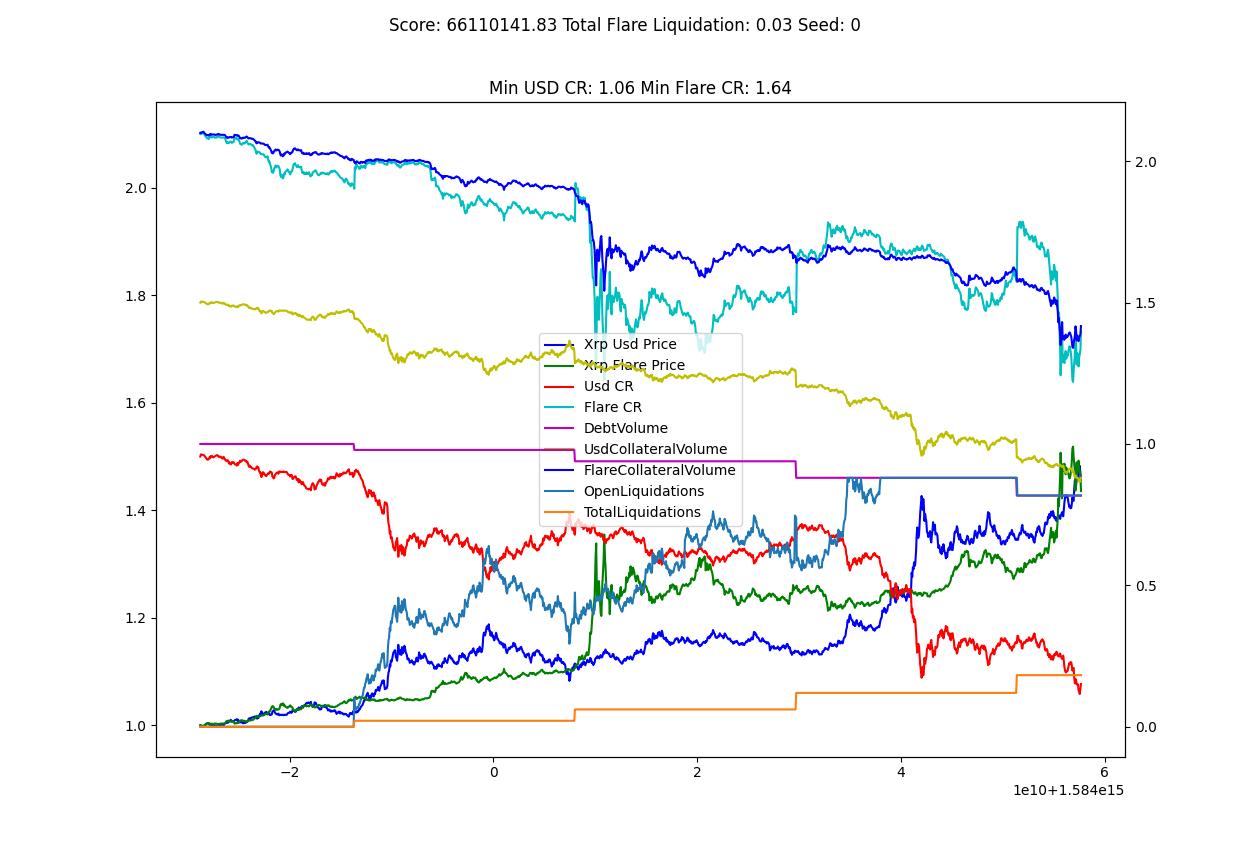 Score: 66110141.83 Total Flare Liquidation: 0.03 Seed: 0
Min USD CR: 1.06 Min Flare CR: 1.64
2.0
1.8
1.6
1.4
1.2
1.0
2.0
1.5
1.0
0.5
0.0
Xrp Usd Price
Xrp Flare Price
Usd CR
Flare CR
DebtVolume
UsdCollateralVolume
FlareCollateralVolume
OpenLiquidations
TotalLiquidations
−2 0 2 4 6
1e10+1.584e15